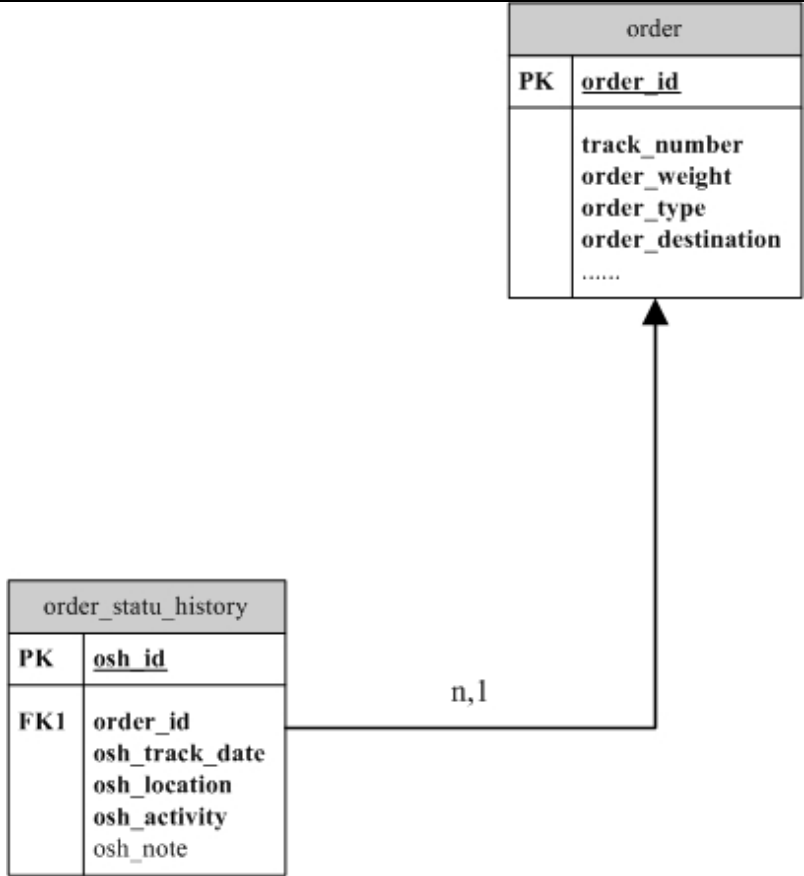 order
PK order_id
track_number
order_weight
order_type
order_destination
......
order_statu_history
PK osh_id
FK1 order_id
osh_track_date
osh_location
osh_activity
osh_note
n,1